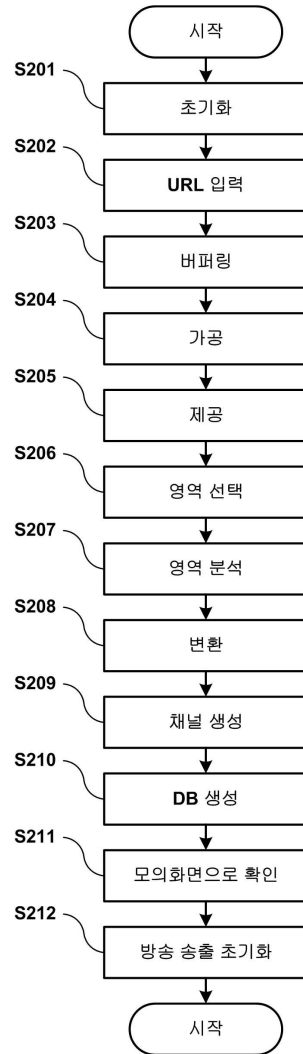 시작
S201
초기화
S202
URL 입력
S203
버퍼링
S204
가공
S205
제공
S206
영역 선택
S207
영역 분석
S208
변환
S209
채널 생성
S210
DB 생성
S211
모의화면으로 확인
S212
방송 송출 초기화
시작